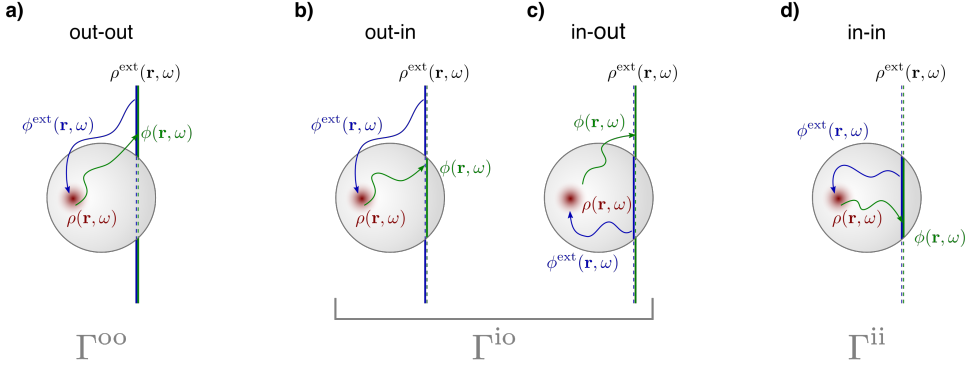 a)
out-out
ρ^ext(r, ω)
ϕ^ext(r, ω)
ϕ(r, ω)
ρ(r, ω)
Γ^oo
b)
out-in
ρ^ext(r, ω)
ϕ^ext(r, ω)
ϕ(r, ω)
ρ(r, ω)
c)
in-out
ρ^ext(r, ω)
ϕ(r, ω)
ρ(r, ω)
ϕ^ext(r, ω)
Γ^io
d)
in-in
ρ^ext(r, ω)
ϕ^ext(r, ω)
ρ(r, ω)
ϕ(r, ω)
Γ^ii